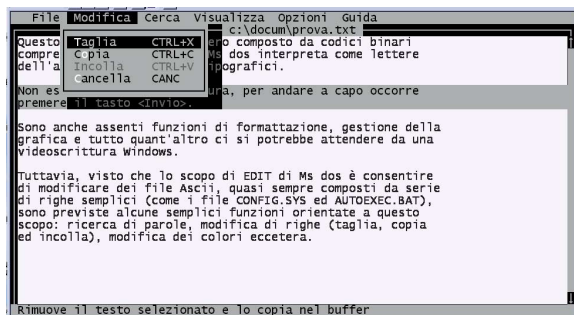 File Modifica Cerca Visualizza Opzioni Guida
c:\docum\prova.txt
Questo Taglia CTRL+X ero composto da codici binari
compre Copia CTRL+C Ms dos interpreta come lettere
dell'a Incolla CTRL+V ipografici.
Cancella CANC
Non es ura, per andare a capo occorre
premere il tasto <Invio>.
Sono anche assenti funzioni di formattazione, gestione della
grafica e tutto quant'altro ci si potrebbe attendere da una
videoscrittura Windows.
Tuttavia, visto che lo scopo di EDIT di Ms dos è consentire
di modificare dei file Ascii, quasi sempre composti da serie
di righe semplici (come i file CONFIG.SYS ed AUTOEXEC.BAT),
sono previste alcune semplici funzioni orientate a questo
scopo: ricerca di parole, modifica di righe (taglia, copia
ed incolla), modifica dei colori eccetera.
Rimuove il testo selezionato e lo copia nel buffer